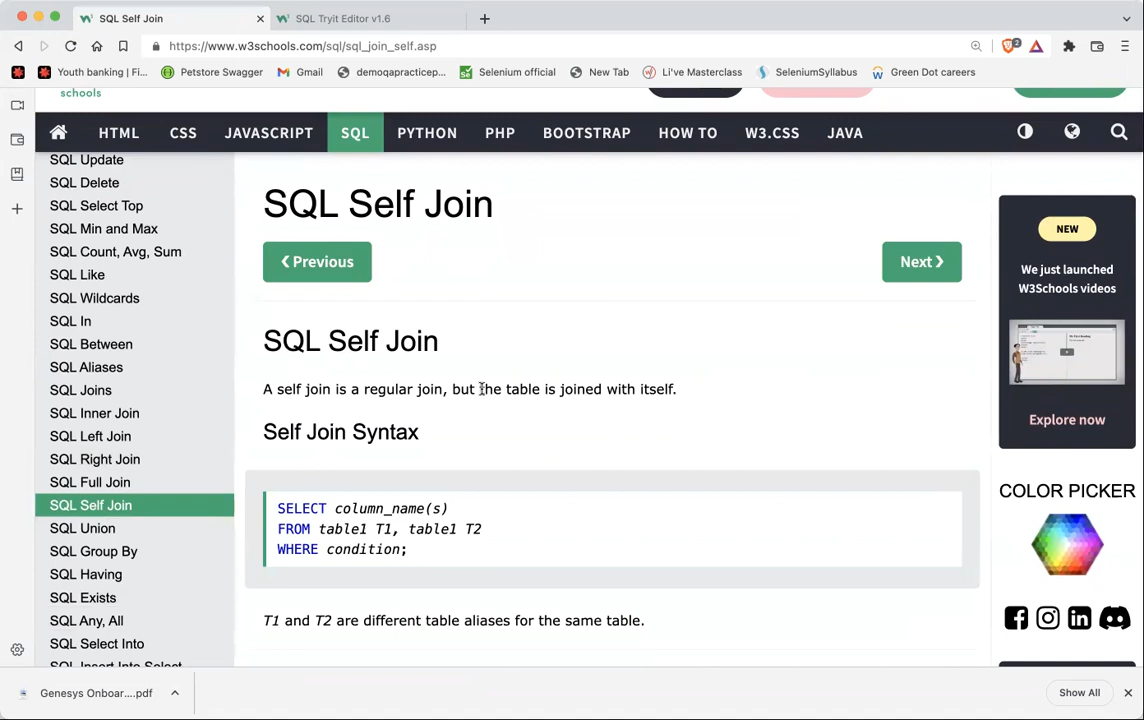 SQL Self Join
SQL Tryit Editor v1.6
https://www.w3schools.com/sql/sql_join_self.asp
2
Youth banking | Fi...
Petstore Swagger
Gmail
demoqapracticep...
Selenium official
New Tab
Li've Masterclass
SeleniumSyllabus
Green Dot careers
schools
HTML
CSS
JAVASCRIPT
SQL
PYTHON
PHP
BOOTSTRAP
HOW TO
W3.CSS
JAVA
SQL Update
SQL Delete
SQL Select Top
SQL Min and Max
SQL Count, Avg, Sum
SQL Like
SQL Wildcards
SQL In
SQL Between
SQL Aliases
SQL Joins
SQL Inner Join
SQL Left Join
SQL Right Join
SQL Full Join
SQL Self Join
SQL Union
SQL Group By
SQL Having
SQL Exists
SQL Any, All
SQL Select Into
SQL Insert Into Select
SQL Self Join
❮ Previous
Next ❯
SQL Self Join
A self join is a regular join, but the table is joined with itself.
Self Join Syntax
SELECT column_name(s)
FROM table1 T1, table1 T2
WHERE condition;
T1 and T2 are different table aliases for the same table.
NEW
We just launched
W3Schools videos
Explore now
COLOR PICKER
Genesys Onboar....pdf
Show All